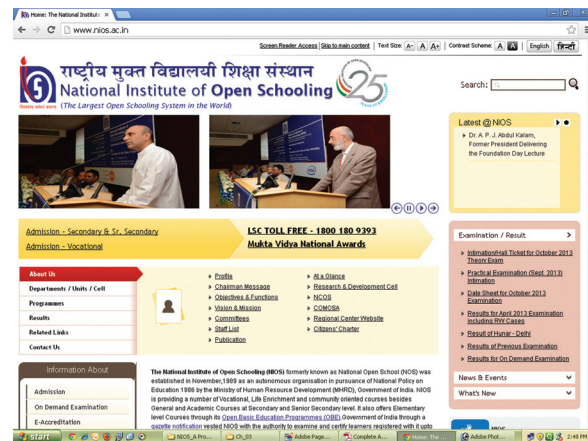 Home: The National Institute
www.nios.ac.in
Screen Reader Access | Skip to main content | Text Size: A- A A+ | Contrast Scheme: A A | English हिन्दी
राष्ट्रीय मुक्त विद्यालयी शिक्षा संस्थान
National Institute of Open Schooling
(The Largest Open Schooling System in the World)
25
Search:
Latest @ NIOS
Dr. A. P. J. Abdul Kalam,
Former President Delivering
the Foundation Day Lecture
Admission - Secondary & Sr. Secondary
Admission - Vocational
LSC TOLL FREE - 1800 180 9393
Mukta Vidya National Awards
Examination / Result
Intimation/Hall Ticket for October 2013
Theory Exam
Practical Examination (Sept. 2013)
Intimation
Date Sheet for October 2013
Examination
Results for April 2013 Examination
including RW Cases
Result of Hunar - Delhi
Results of Previous Examination
Results for On Demand Examination
News & Events
What's New
NIOS
About Us
Departments / Units / Cell
Programmes
Results
Related Links
Contact Us
Profile
Chairman Message
Objectives & Functions
Vision & Mission
Committees
Staff List
Publication
At a Glance
Research & Development Cell
NCOS
COMOSA
Regional Center Website
Citizens' Charter
Information About
Admission
On Demand Examination
E-Accreditation
The National Institute of Open Schooling (NIOS) formerly known as National Open School (NOS) was
established in November,1989 as an autonomous organisation in pursuance of National Policy on
Education 1986 by the Ministry of Human Resource Development (MHRD), Government of India. NIOS
is providing a number of Vocational, Life Enrichment and community oriented courses besides
General and Academic Courses at Secondary and Senior Secondary level. It also offers Elementary
level Courses through its Open Basic Education Programmes (OBE). Government of India through a
gazette notification vested NIOS with the authority to examine and certify learners registered with it upto
start
NIOS_A Pro...
Ch_03
Adobe Page...
Complete A...
Home: The ...
Adobe Phot...
2:48 PM